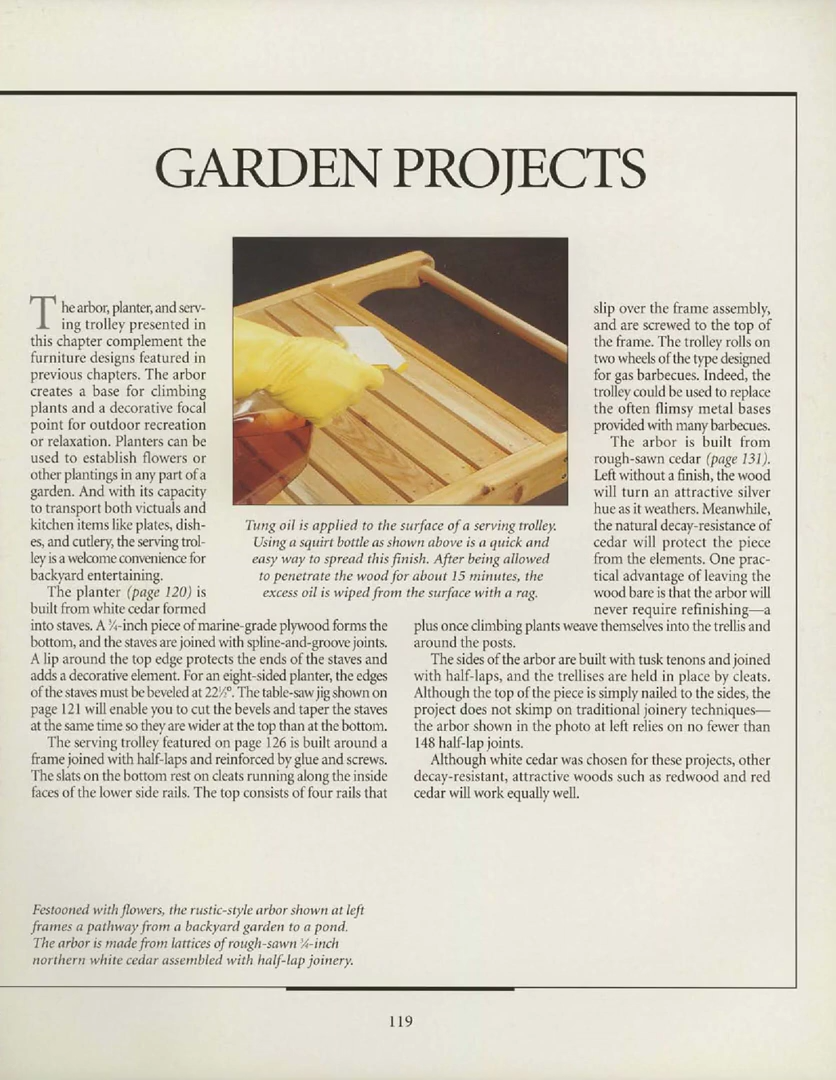 GARDEN PROJECTS
The arbor, planter, and serv-
ing trolley presented in
this chapter complement the
furniture designs featured in
previous chapters. The arbor
creates a base for climbing
plants and a decorative focal
point for outdoor recreation
or relaxation. Planters can be
used to establish flowers or
other plantings in any part of a
garden. And with its capacity
to transport both victuals and
kitchen items like plates, dish-
es, and cutlery, the serving trol-
ley is a welcome convenience for
backyard entertaining.
The planter (page 120) is
built from white cedar formed
into staves. A ¾-inch piece of marine-grade plywood forms the
bottom, and the staves are joined with spline-and-groove joints.
A lip around the top edge protects the ends of the staves and
adds a decorative element. For an eight-sided planter, the edges
of the staves must be beveled at 22½°. The table-saw jig shown on
page 121 will enable you to cut the bevels and taper the staves
at the same time so they are wider at the top than at the bottom.
The serving trolley featured on page 126 is built around a
frame joined with half-laps and reinforced by glue and screws.
The slats on the bottom rest on cleats running along the inside
faces of the lower side rails. The top consists of four rails that
Tung oil is applied to the surface of a serving trolley.
Using a squirt bottle as shown above is a quick and
easy way to spread this finish. After being allowed
to penetrate the wood for about 15 minutes, the
excess oil is wiped from the surface with a rag.
slip over the frame assembly,
and are screwed to the top of
the frame. The trolley rolls on
two wheels of the type designed
for gas barbecues. Indeed, the
trolley could be used to replace
the often flimsy metal bases
provided with many barbecues.
The arbor is built from
rough-sawn cedar (page 131).
Left without a finish, the wood
will turn an attractive silver
hue as it weathers. Meanwhile,
the natural decay-resistance of
cedar will protect the piece
from the elements. One prac-
tical advantage of leaving the
wood bare is that the arbor will
never require refinishing—a
plus once climbing plants weave themselves into the trellis and
around the posts.
The sides of the arbor are built with tusk tenons and joined
with half-laps, and the trellises are held in place by cleats.
Although the top of the piece is simply nailed to the sides, the
project does not skimp on traditional joinery techniques—
the arbor shown in the photo at left relies on no fewer than
148 half-lap joints.
Although white cedar was chosen for these projects, other
decay-resistant, attractive woods such as redwood and red
cedar will work equally well.
Festooned with flowers, the rustic-style arbor shown at left
frames a pathway from a backyard garden to a pond.
The arbor is made from lattices of rough-sawn ¾-inch
northern white cedar assembled with half-lap joinery.
119